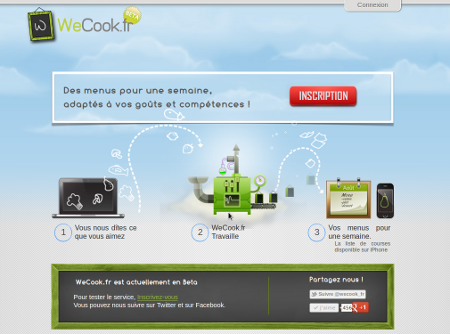 Connexion
WeCook.fr
BETA
Des menus pour une semaine,
adaptés à vos goûts et compétences !
INSCRIPTION
1 Vous nous dites ce
que vous aimez
2 WeCook.fr
Travaille
Août
3 Vos menus pour
une semaine.
La liste de courses
disponible sur iPhone
WeCook.fr est actuellement en Beta
Pour tester le service, Inscrivez-vous
Vous pouvez nous suivre sur Twitter et sur Facebook.
Partagez nous !
Suivre @wecook_fr
J'aime 456 +1